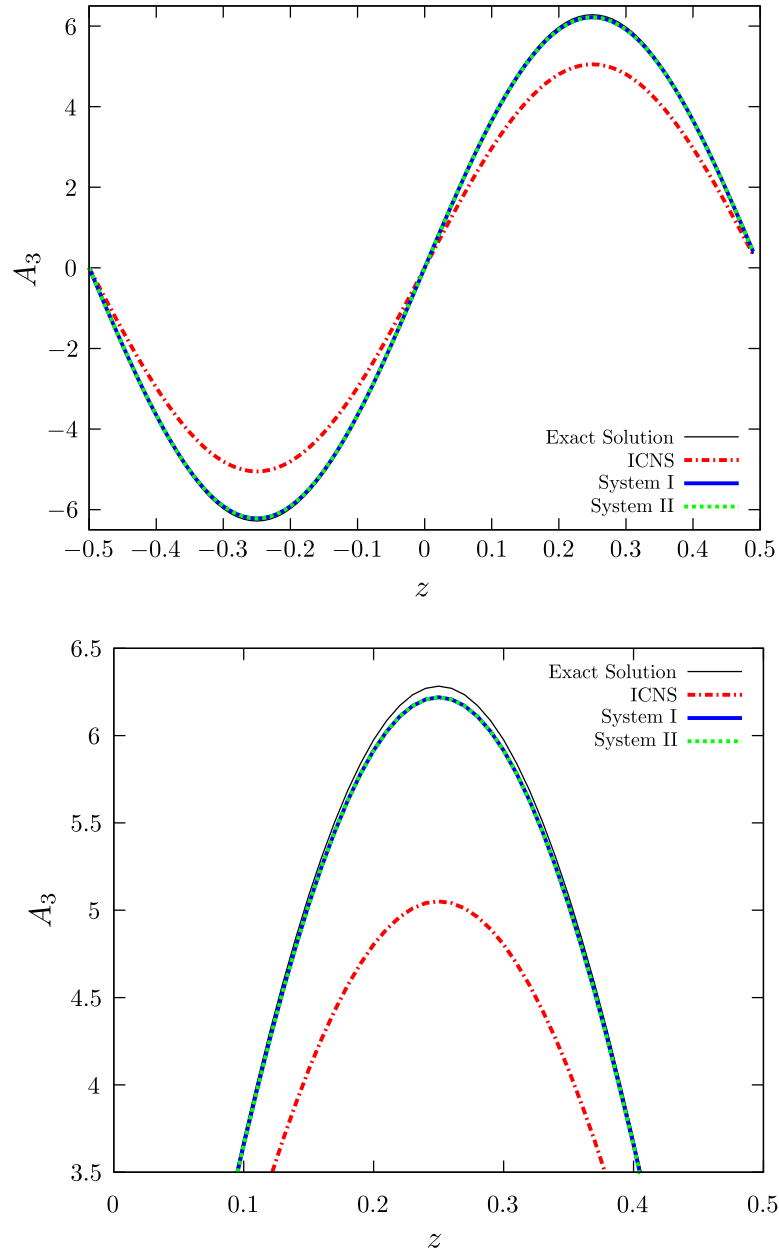 6
4
2
0
−2
−4
−6
A3
Exact Solution
ICNS
System I
System II
−0.5 −0.4 −0.3 −0.2 −0.1 0 0.1 0.2 0.3 0.4 0.5
z
6.5
6
5.5
5
4.5
4
3.5
A3
Exact Solution
ICNS
System I
System II
0 0.1 0.2 0.3 0.4 0.5
z